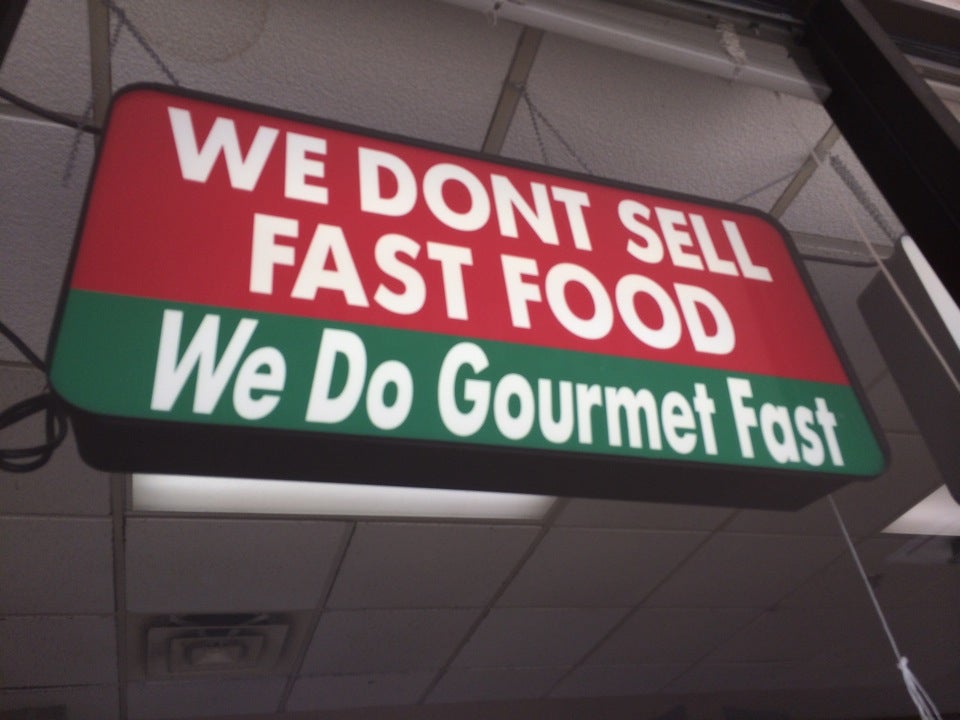 WE DONT SELL
FAST FOOD
We Do Gourmet Fast